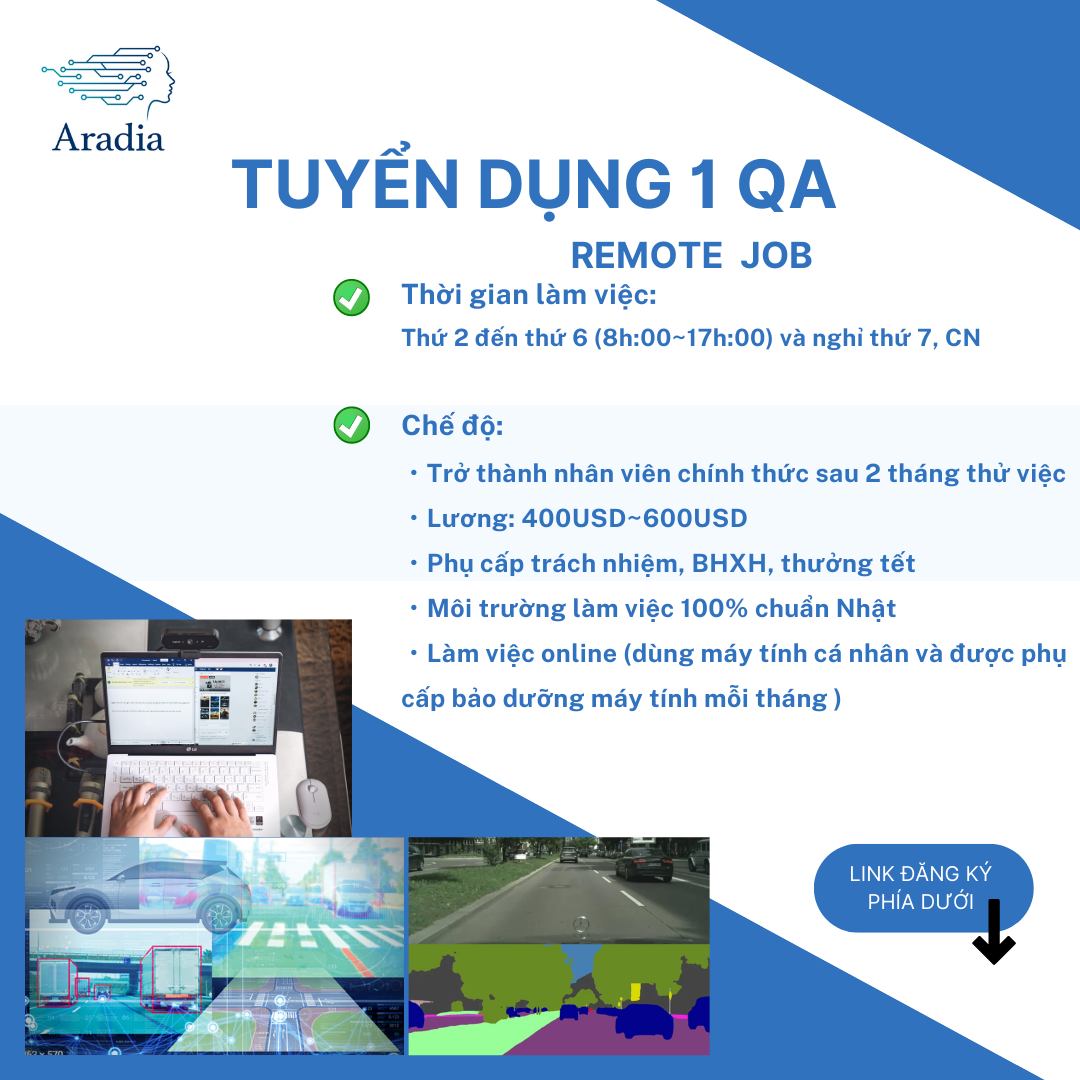 Aradia
TUYỂN DỤNG 1 QA
REMOTE JOB
Thời gian làm việc:
Thứ 2 đến thứ 6 (8h:00~17h:00) và nghỉ thứ 7, CN
Chế độ:
• Trở thành nhân viên chính thức sau 2 tháng thử việc
• Lương: 400USD~600USD
• Phụ cấp trách nhiệm, BHXH, thưởng tết
• Môi trường làm việc 100% chuẩn Nhật
• Làm việc online (dùng máy tính cá nhân và được phụ
cấp bảo dưỡng máy tính mỗi tháng )
LG
LINK ĐĂNG KÝ
PHÍA DƯỚI